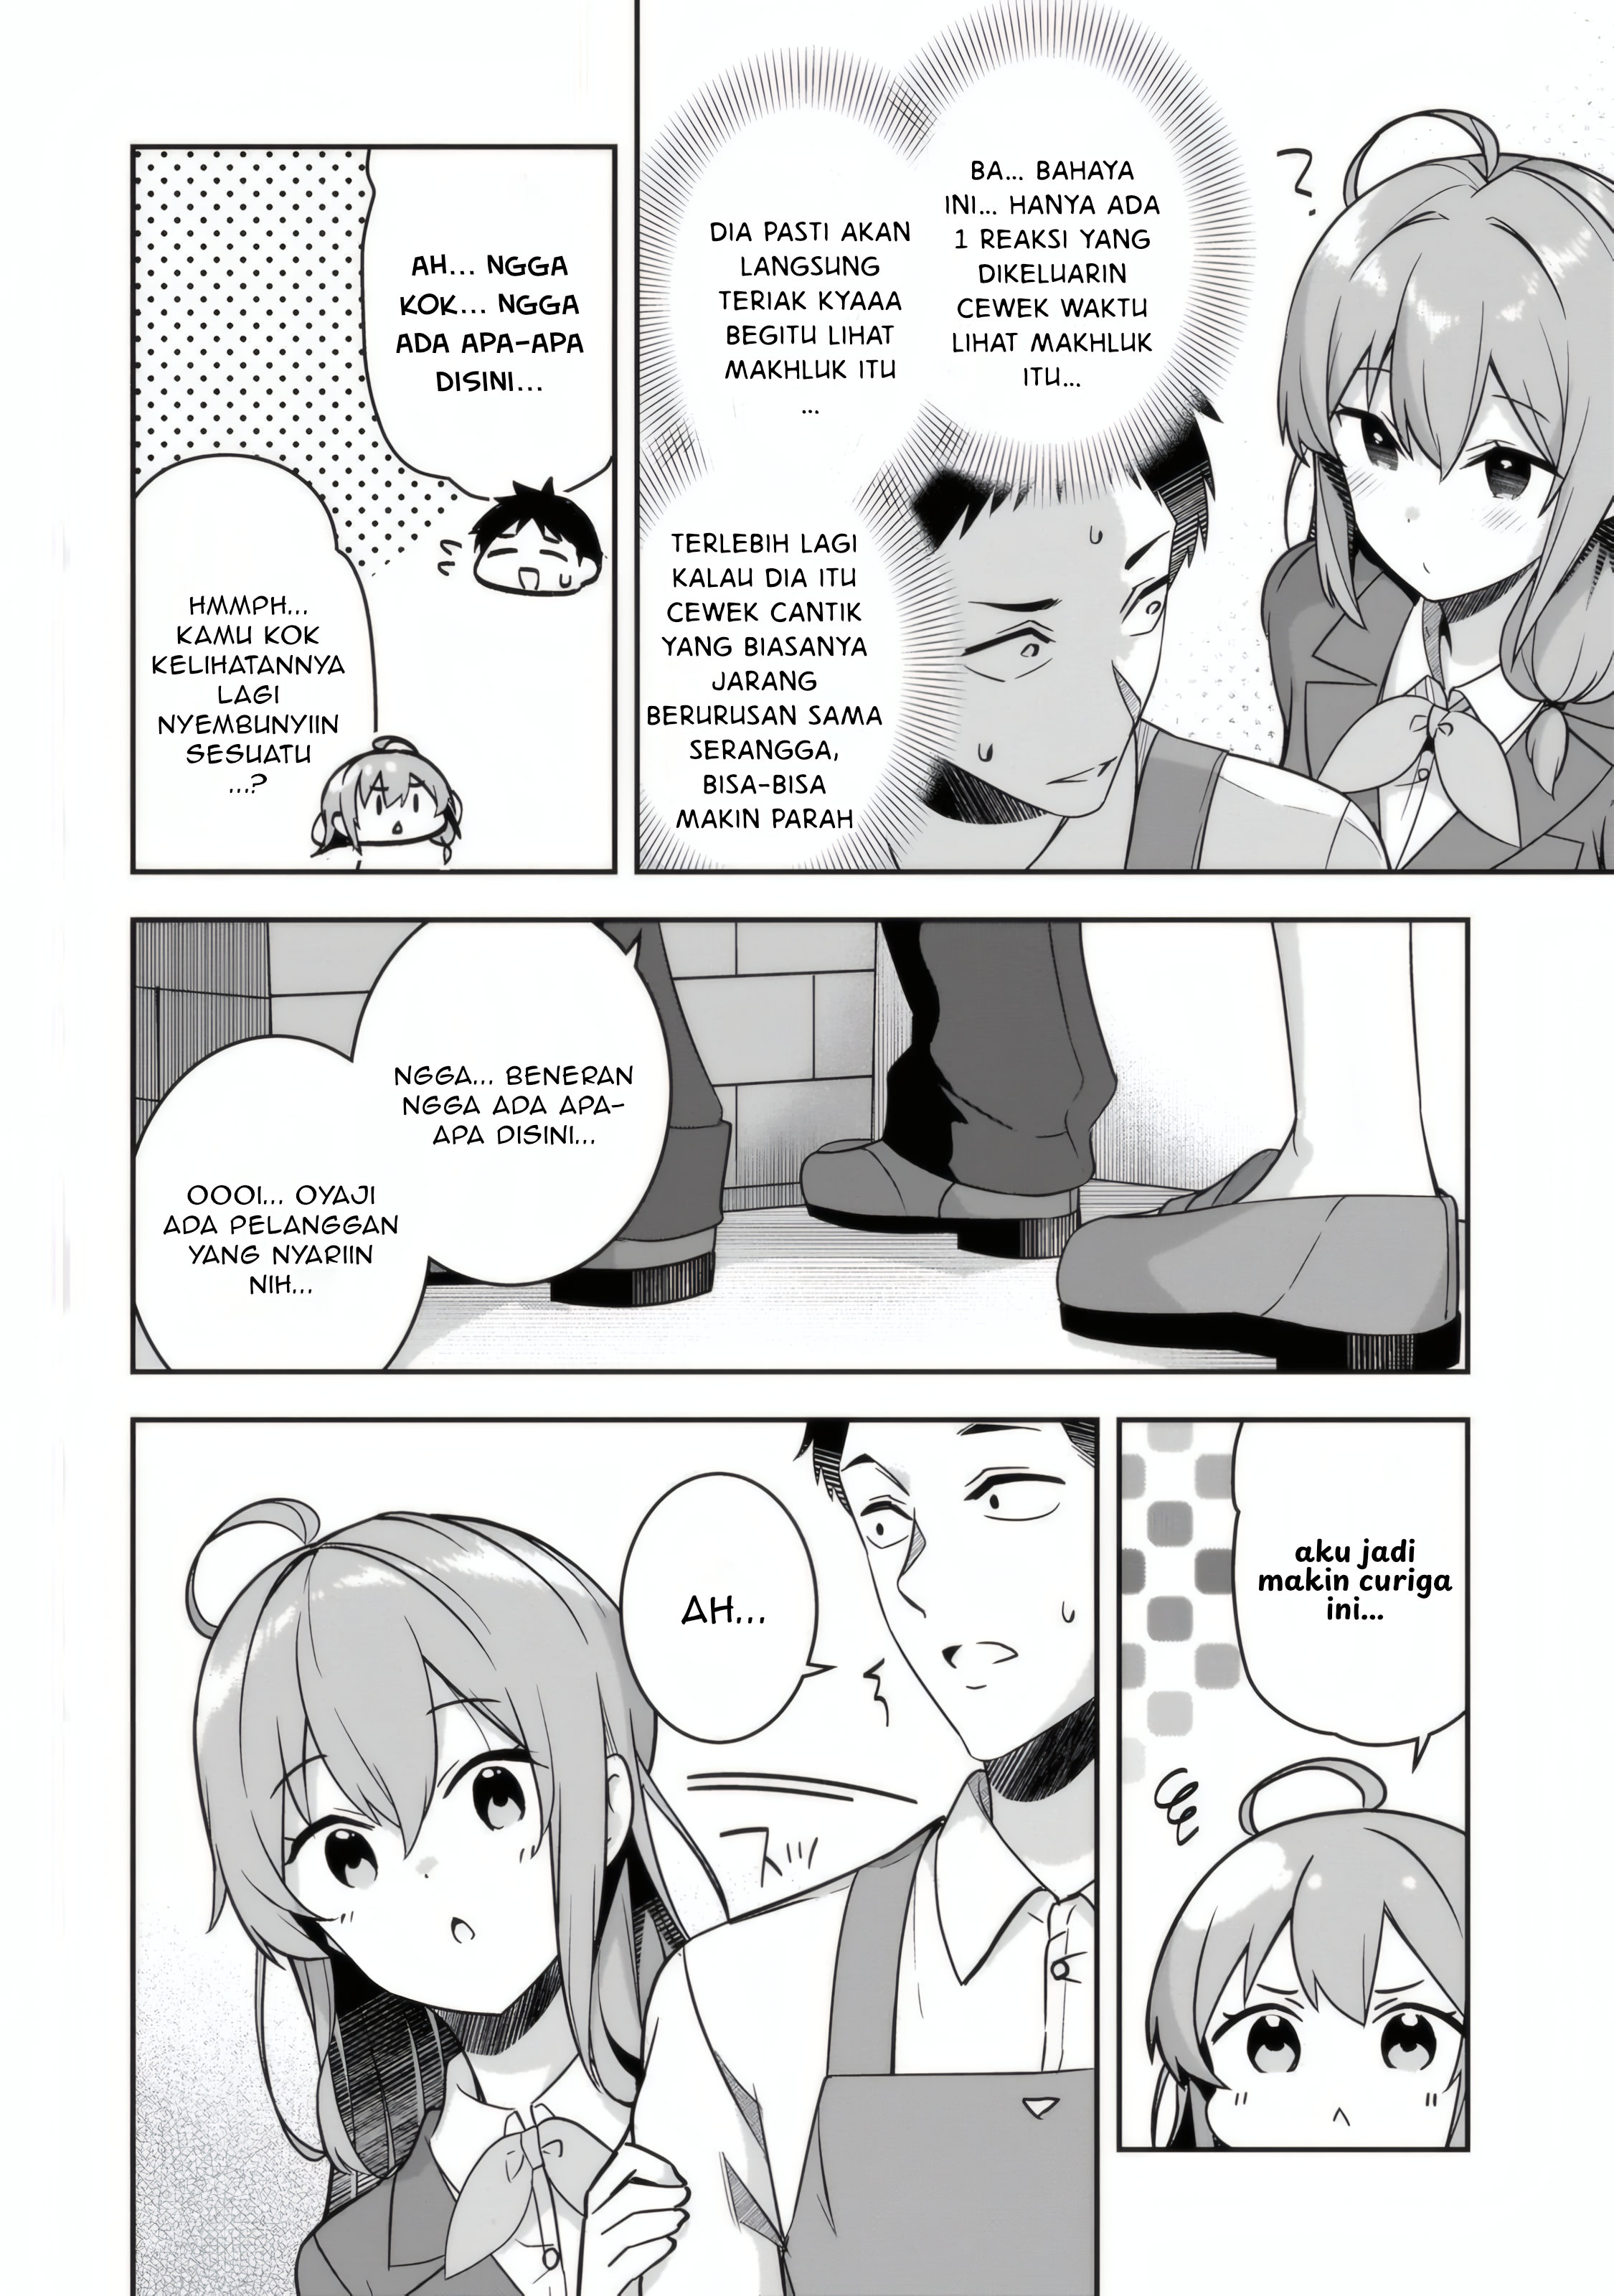 ?
BA... BAHAYA
INI... HANYA ADA
1 REAKSI YANG
DIKELUARIN
CEWEK WAKTU
LIHAT MAKHLUK
ITU...
DIA PASTI AKAN
LANGSUNG
TERIAK KYAAA
BEGITU LIHAT
MAKHLUK ITU
...
TERLEBIH LAGI
KALAU DIA ITU
CEWEK CANTIK
YANG BIASANYA
JARANG
BERURUSAN SAMA
SERANGGA,
BISA-BISA
MAKIN PARAH
AH... NGGA
KOK... NGGA
ADA APA-APA
DISINI...
HMMPH...
KAMU KOK
KELIHATANNYA
LAGI
NYEMBUNYIIN
SESUATU
...?
NGGA... BENERAN
NGGA ADA APA-
APA DISINI...
OOOI... OYAJI
ADA PELANGGAN
YANG NYARIIN
NIH...
aku jadi
makin curiga
ini...
AH...
ズッ